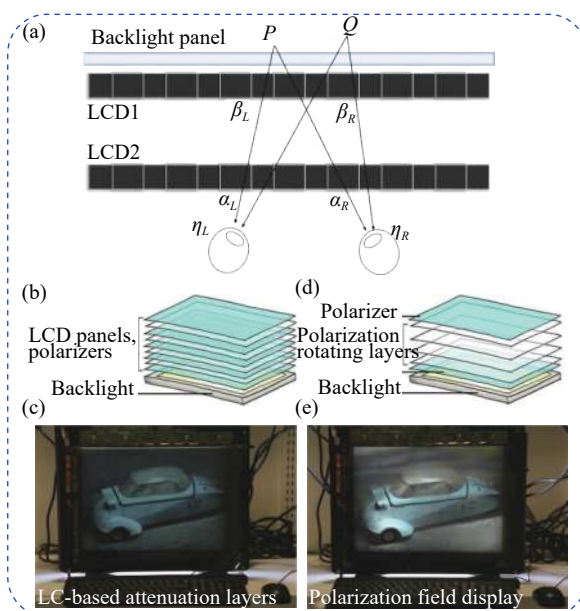 (a)
Backlight panel
P
Q
LCD1
β_L
β_R
LCD2
α_L
α_R
η_L
η_R
(b)
LCD panels,
polarizers
Backlight
(d)
Polarizer
Polarization
rotating layers
Backlight
(c)
LC-based attenuation layers
(e)
Polarization field display